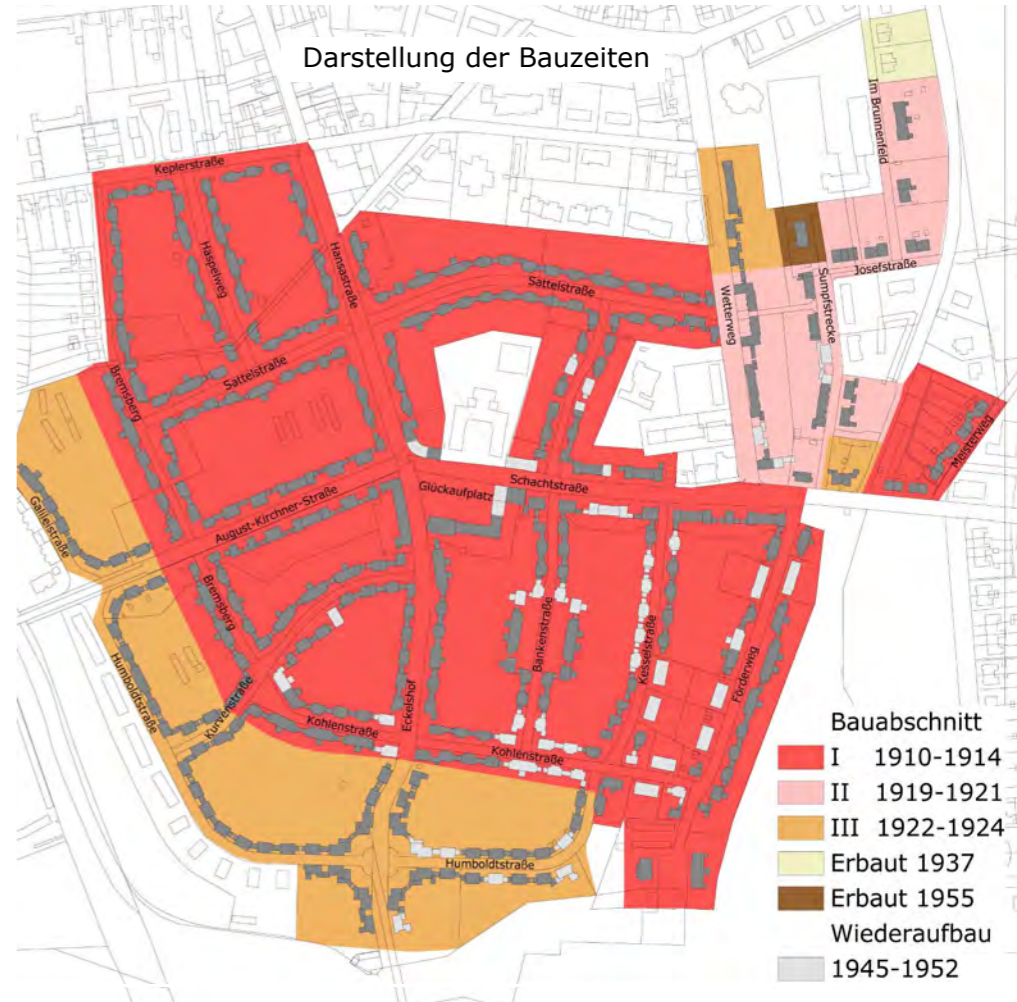 Darstellung der Bauzeiten
Im Brunnenfeld
Keplerstraße
Haspelweg
Hansastraße
Sattelstraße
Wetterweg
Sumpfstrecke
Josefstraße
Bremsberg
Sattelstraße
Meisterweg
Galileistraße
August-Kirchner-Straße
Glückaufplatz
Schachtstraße
Bremsberg
Humboldtstraße
Kurvenstraße
Kohlenstraße
Eckelshof
Bankenstraße
Kesselstraße
Förderweg
Kohlenstraße
Humboldtstraße
Bauabschnitt
I 1910-1914
II 1919-1921
III 1922-1924
Erbaut 1937
Erbaut 1955
Wiederaufbau
1945-1952